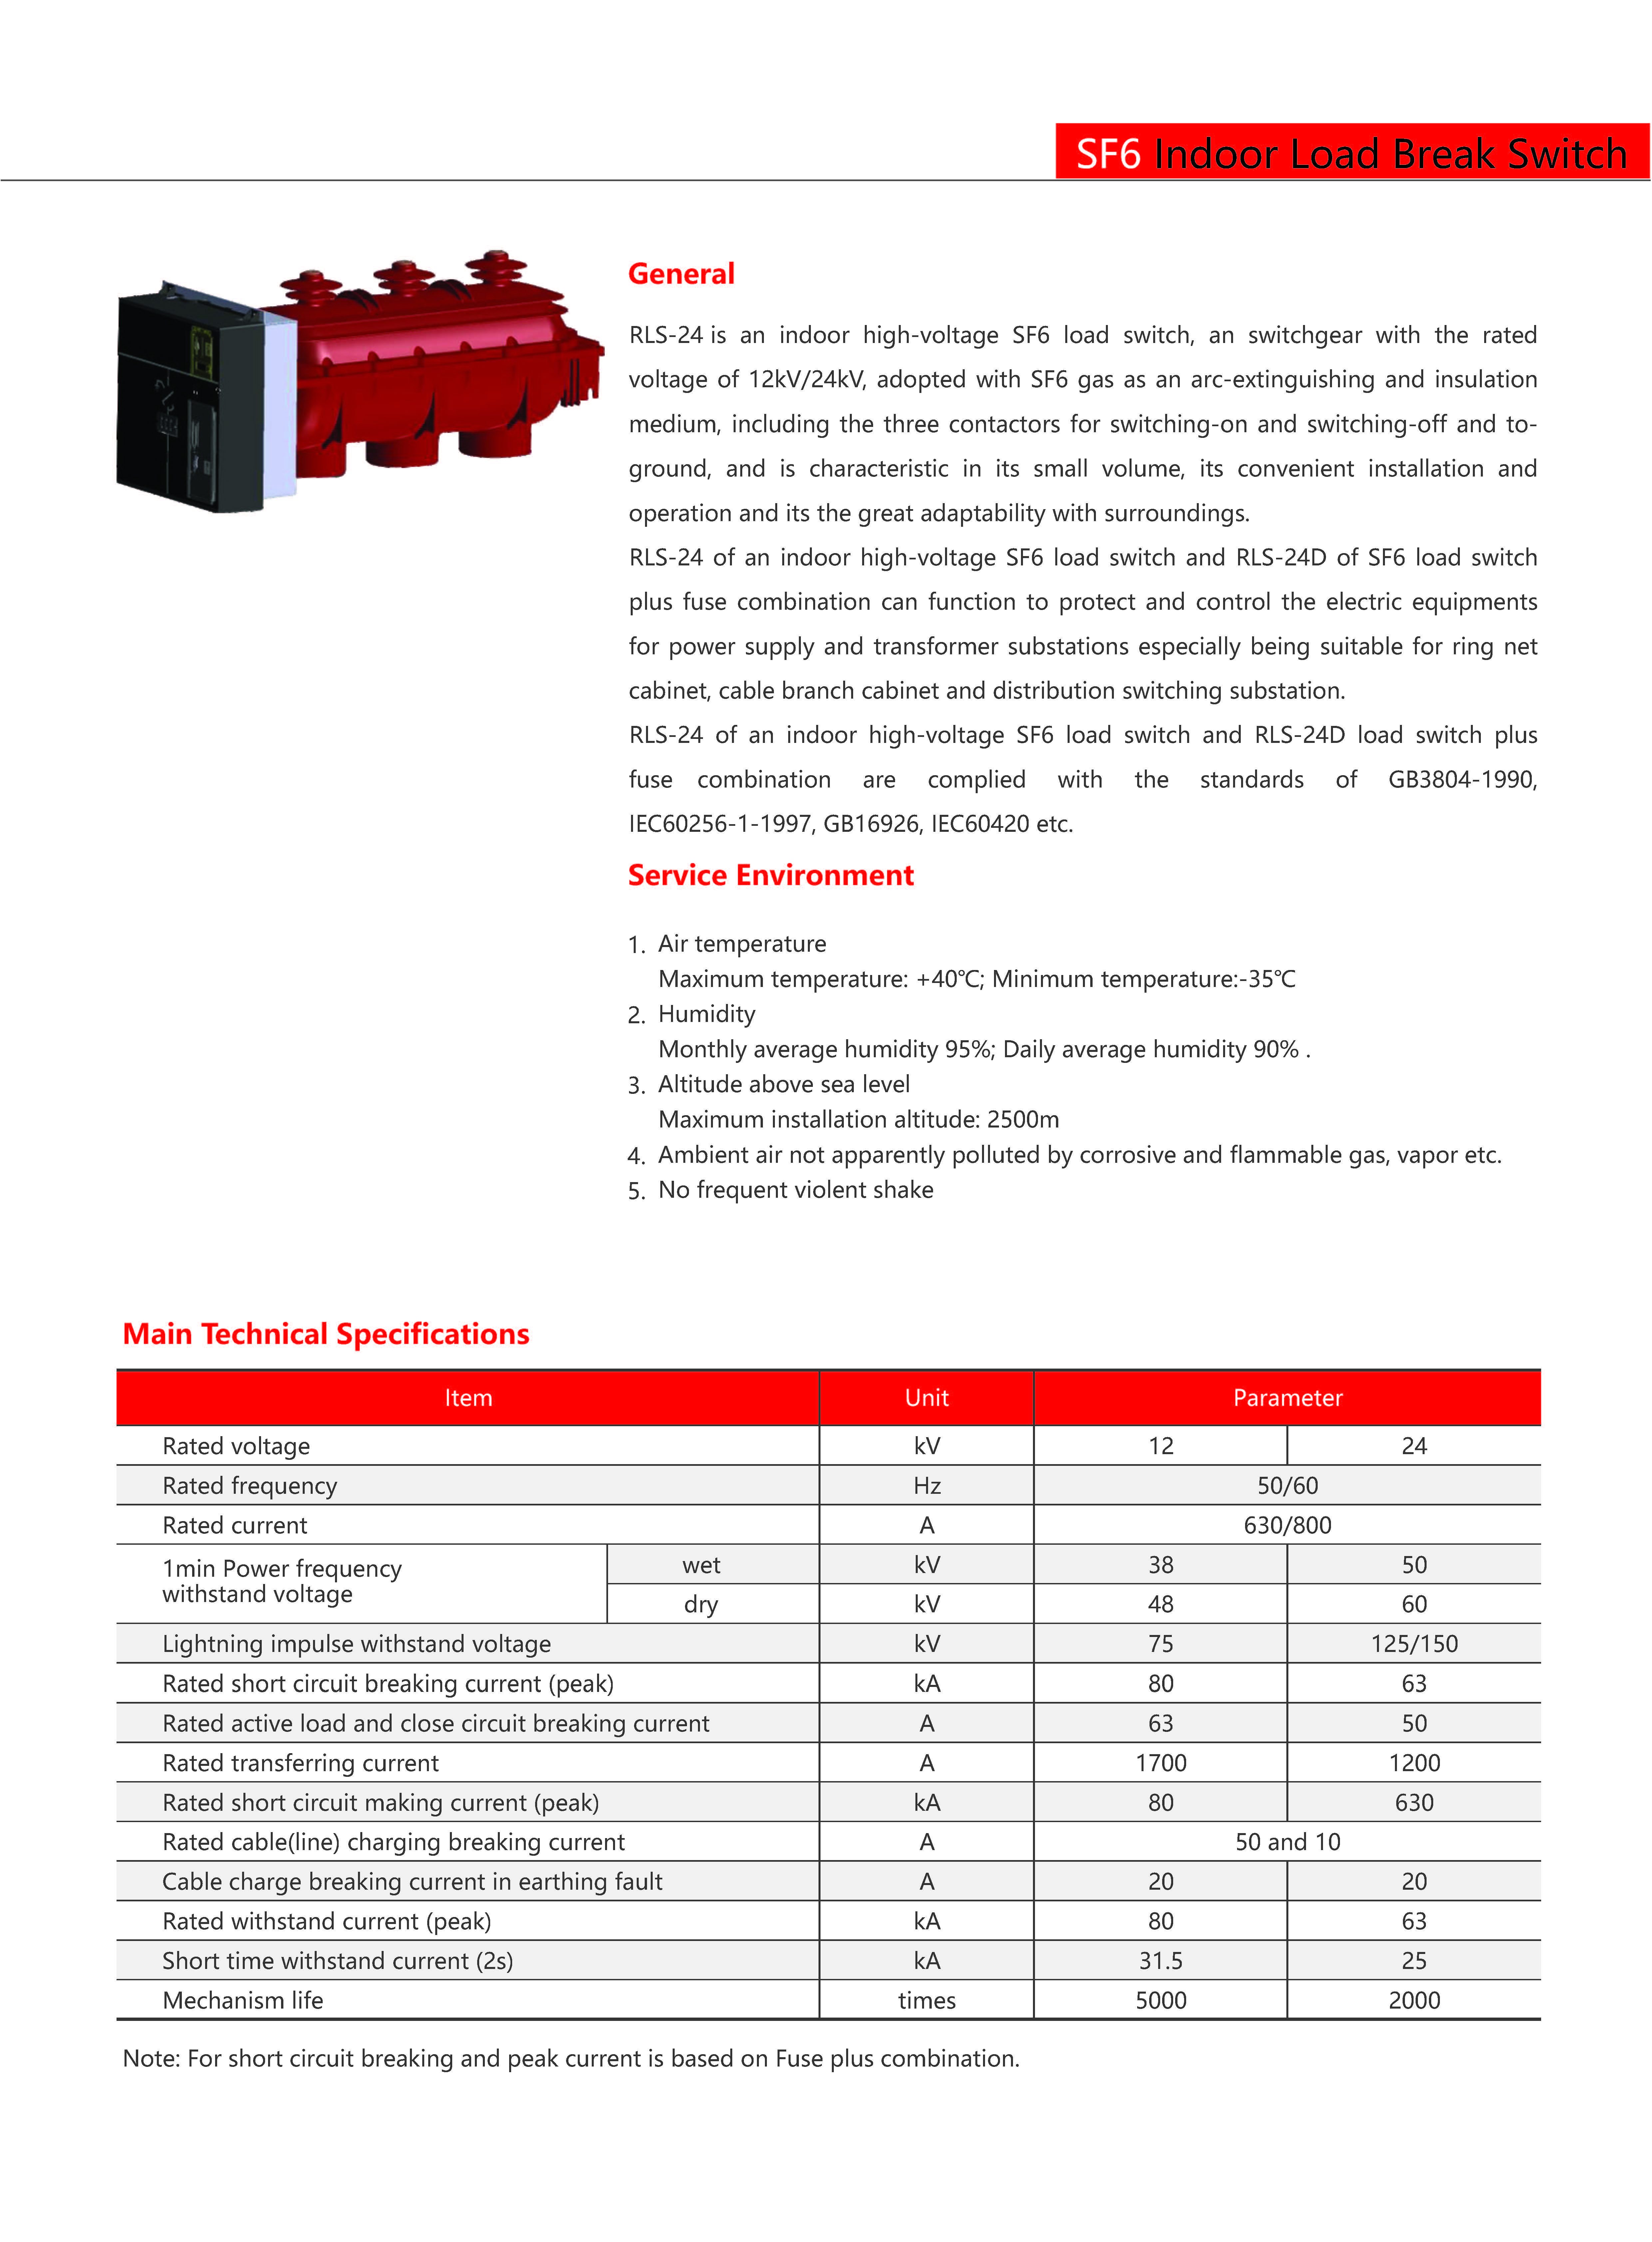 SF6 Indoor Load Break Switch
General
RLS-24 is an indoor high-voltage SF6 load switch, an switchgear with the rated
voltage of 12kV/24kV, adopted with SF6 gas as an arc-extinguishing and insulation
medium, including the three contactors for switching-on and switching-off and to-
ground, and is characteristic in its small volume, its convenient installation and
operation and its the great adaptability with surroundings.
RLS-24 of an indoor high-voltage SF6 load switch and RLS-24D of SF6 load switch
plus fuse combination can function to protect and control the electric equipments
for power supply and transformer substations especially being suitable for ring net
cabinet, cable branch cabinet and distribution switching substation.
RLS-24 of an indoor high-voltage SF6 load switch and RLS-24D load switch plus
fuse combination are complied with the standards of GB3804-1990,
IEC60256-1-1997, GB16926, IEC60420 etc.
Service Environment
1. Air temperature
Maximum temperature: +40℃; Minimum temperature:-35℃
2. Humidity
Monthly average humidity 95%; Daily average humidity 90% .
3. Altitude above sea level
Maximum installation altitude: 2500m
4. Ambient air not apparently polluted by corrosive and flammable gas, vapor etc.
5. No frequent violent shake
Main Technical Specifications
Item Unit Parameter
Rated voltage kV 12 24
Rated frequency Hz 50/60
Rated current A 630/800
1min Power frequency
withstand voltage
wet kV 38 50
dry kV 48 60
Lightning impulse withstand voltage kV 75 125/150
Rated short circuit breaking current (peak) kA 80 63
Rated active load and close circuit breaking current A 63 50
Rated transferring current A 1700 1200
Rated short circuit making current (peak) kA 80 630
Rated cable(line) charging breaking current A 50 and 10
Cable charge breaking current in earthing fault A 20 20
Rated withstand current (peak) kA 80 63
Short time withstand current (2s) kA 31.5 25
Mechanism life times 5000 2000
Note: For short circuit breaking and peak current is based on Fuse plus combination.